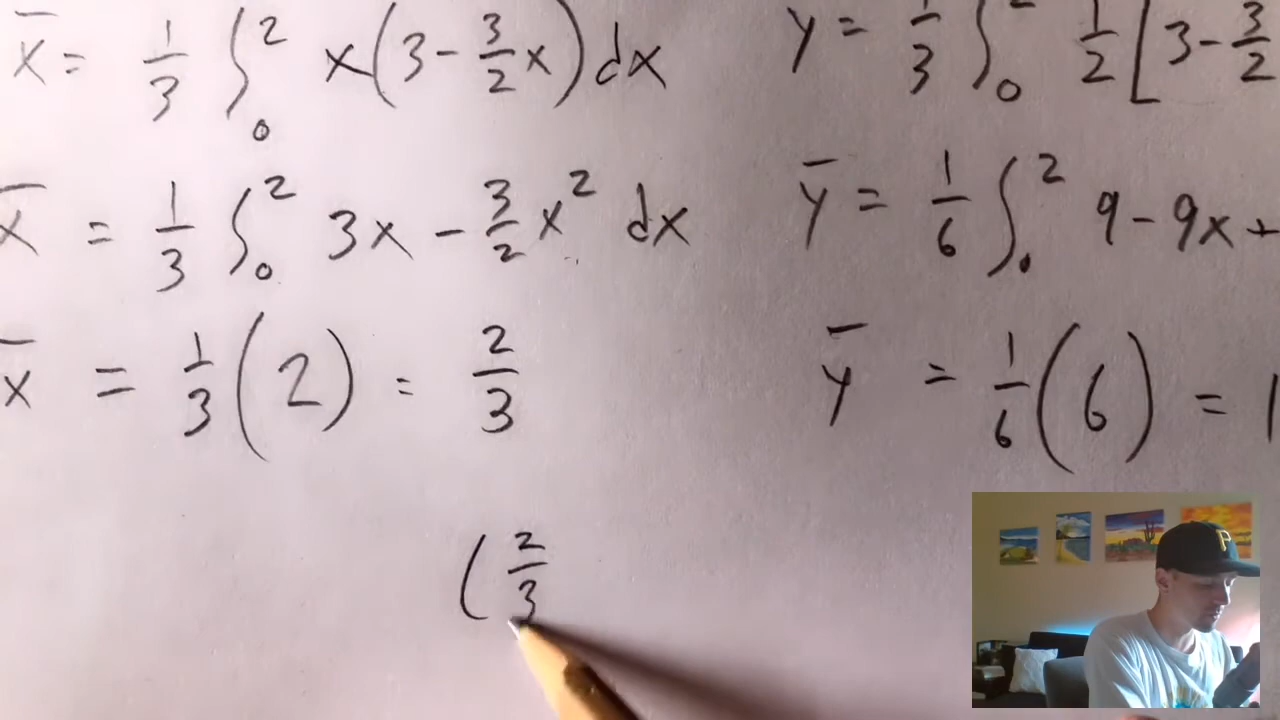 x̄ = 1/3 ∫₀² x(3 - 3/2 x) dx
y = 1/3 ∫₀² 1/2 [3 - 3/2
x̄ = 1/3 ∫₀² 3x - 3/2 x² dx
ȳ = 1/6 ∫₀² 9 - 9x +
x̄ = 1/3 (2) = 2/3
ȳ = 1/6 (6) = 1
(2/3
P